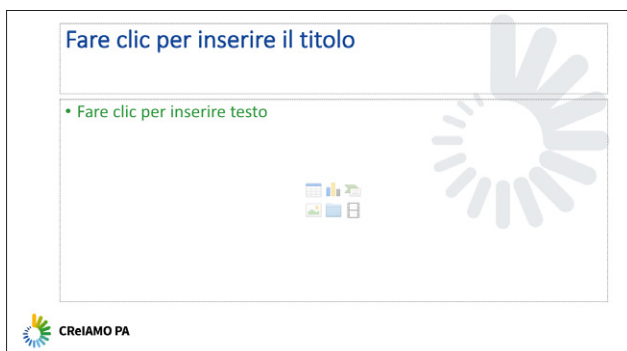 Fare clic per inserire il titolo
• Fare clic per inserire testo
CReIAMO PA